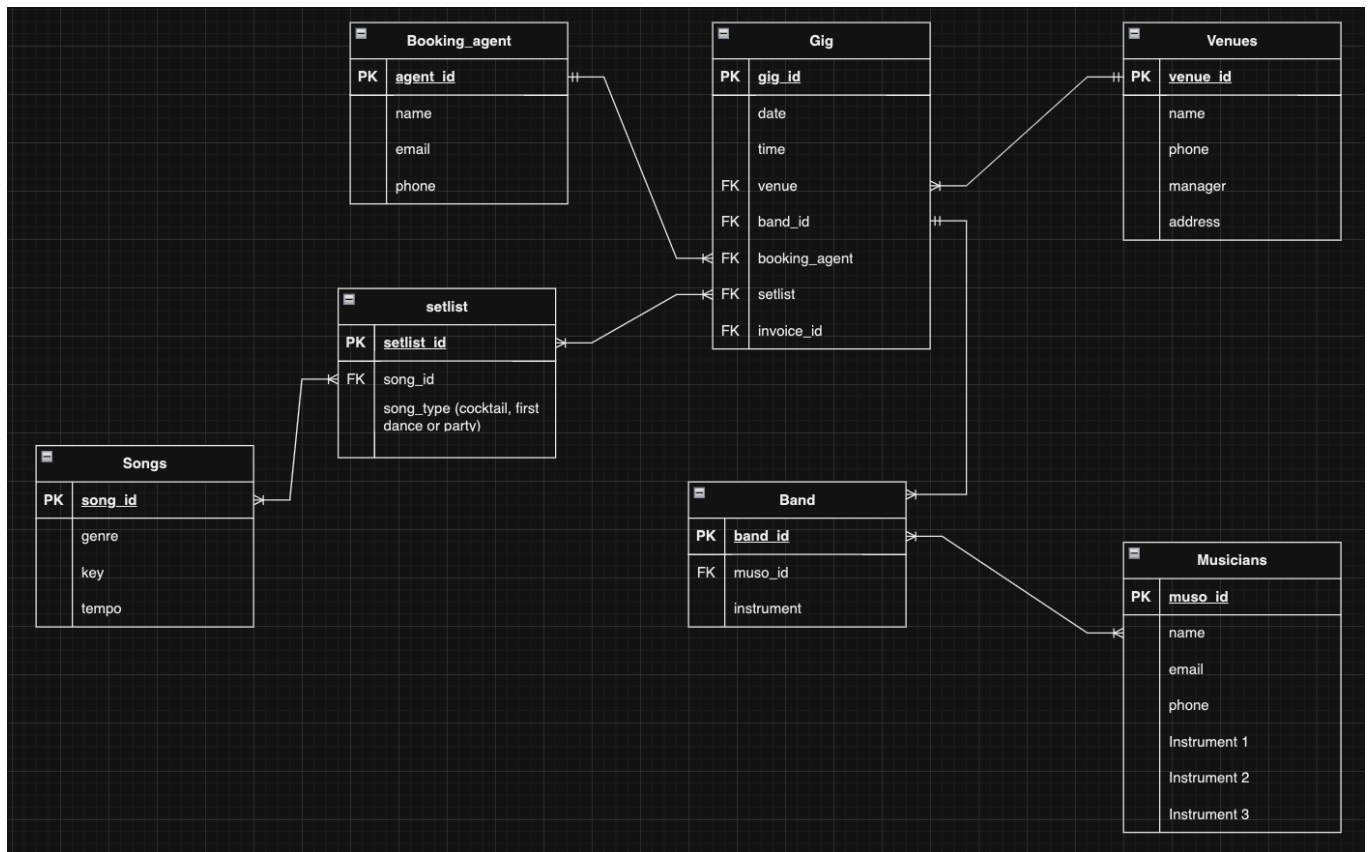 Booking_agent
PK agent_id
name
email
phone
Gig
PK gig_id
date
time
FK venue
FK band_id
FK booking_agent
FK setlist
FK invoice_id
Venues
PK venue_id
name
phone
manager
address
setlist
PK setlist_id
FK song_id
song_type (cocktail, first
dance or party)
Songs
PK song_id
genre
key
tempo
Band
PK band_id
FK muso_id
instrument
Musicians
PK muso_id
name
email
phone
Instrument 1
Instrument 2
Instrument 3